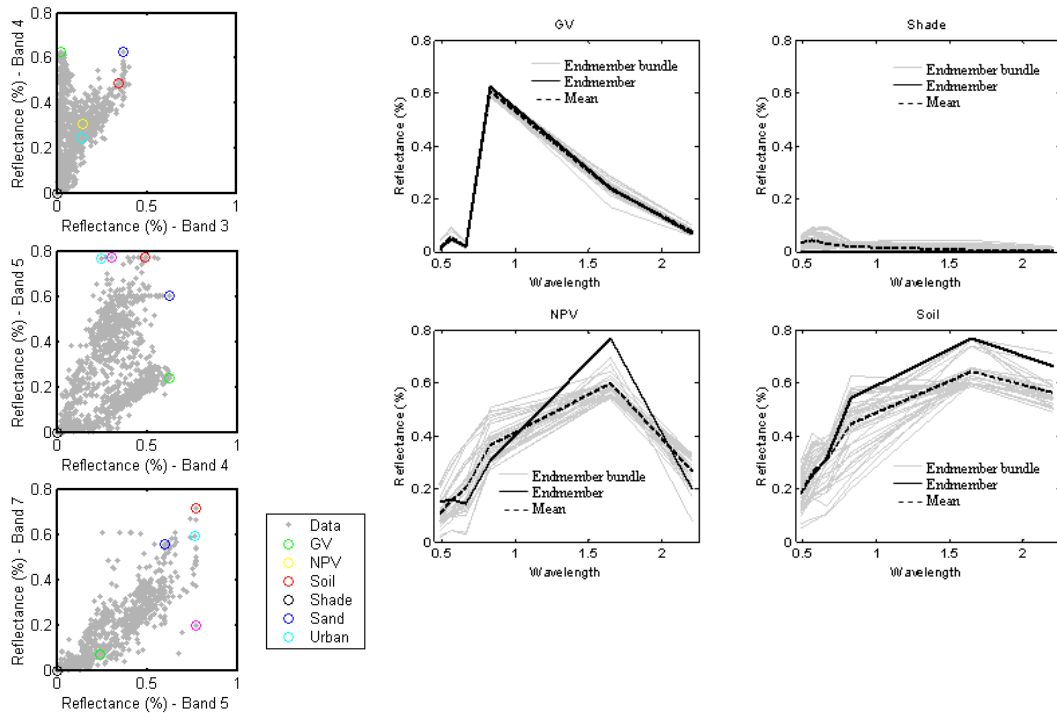 0.8
0.6
0.4
0.2
0
0
0.5
1
Reflectance (%) - Band 4
Reflectance (%) - Band 3
0.8
0.6
0.4
0.2
0
0
0.5
1
Reflectance (%) - Band 5
Reflectance (%) - Band 4
0.8
0.6
0.4
0.2
0
0
0.5
1
Reflectance (%) - Band 7
Reflectance (%) - Band 5
Data
GV
NPV
Soil
Shade
Sand
Urban
GV
0.8
0.6
0.4
0.2
0
0.5
1
1.5
2
Reflectance (%)
Wavelength
Endmember bundle
Endmember
Mean
Shade
0.8
0.6
0.4
0.2
0
0.5
1
1.5
2
Reflectance (%)
Wavelength
Endmember bundle
Endmember
Mean
NPV
0.8
0.6
0.4
0.2
0
0.5
1
1.5
2
Reflectance (%)
Wavelength
Endmember bundle
Endmember
Mean
Soil
0.8
0.6
0.4
0.2
0
0.5
1
1.5
2
Reflectance (%)
Wavelength
Endmember bundle
Endmember
Mean